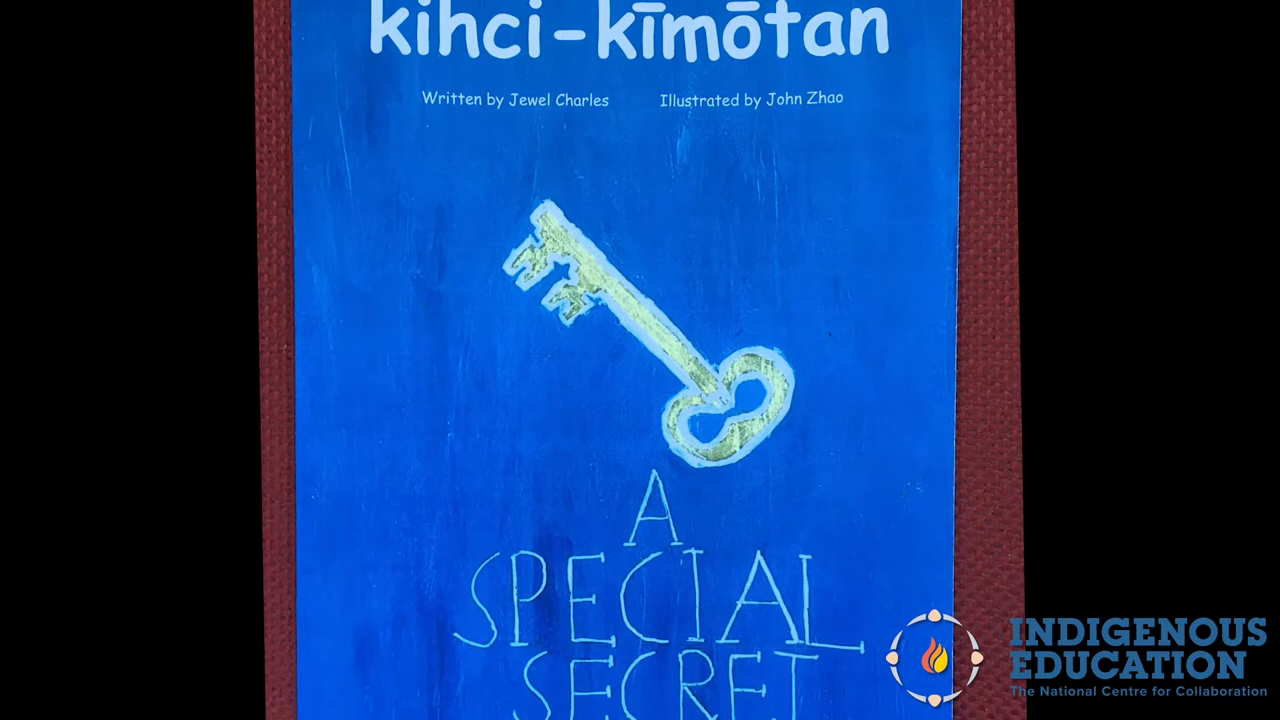 kihci-kīmōtan
Written by Jewel Charles Illustrated by John Zhao
A
SPECIAL
SECRET
INDIGENOUS
EDUCATION
The National Centre for Collaboration